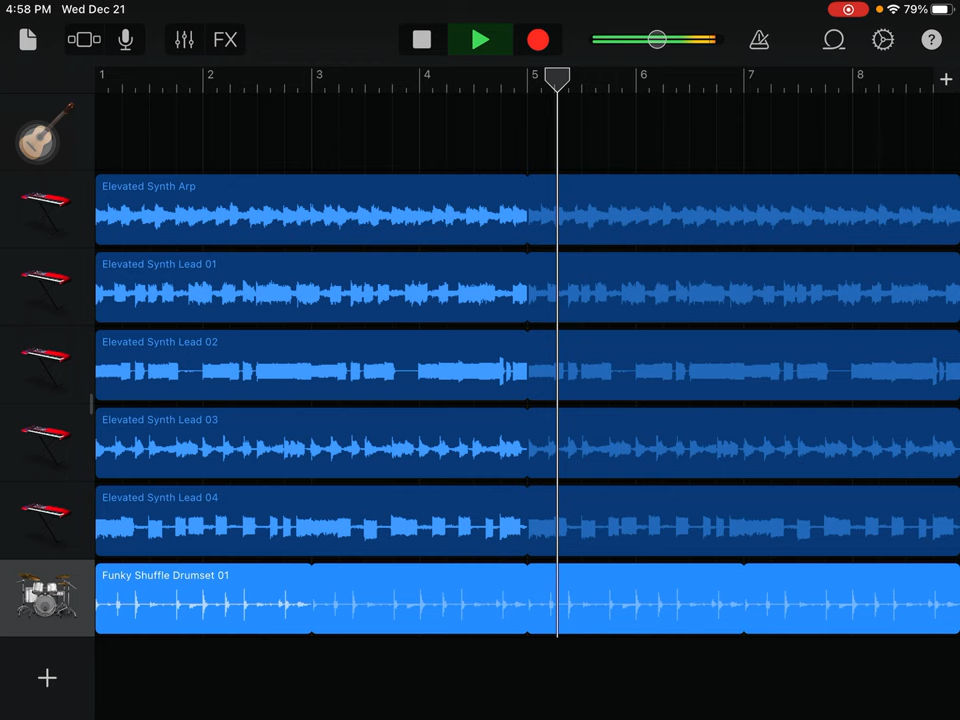 4:58 PM Wed Dec 21
79%
FX
?
1 2 3 4 5 6 7 8 +
Elevated Synth Arp
Elevated Synth Lead 01
Elevated Synth Lead 02
Elevated Synth Lead 03
Elevated Synth Lead 04
Funky Shuffle Drumset 01
+